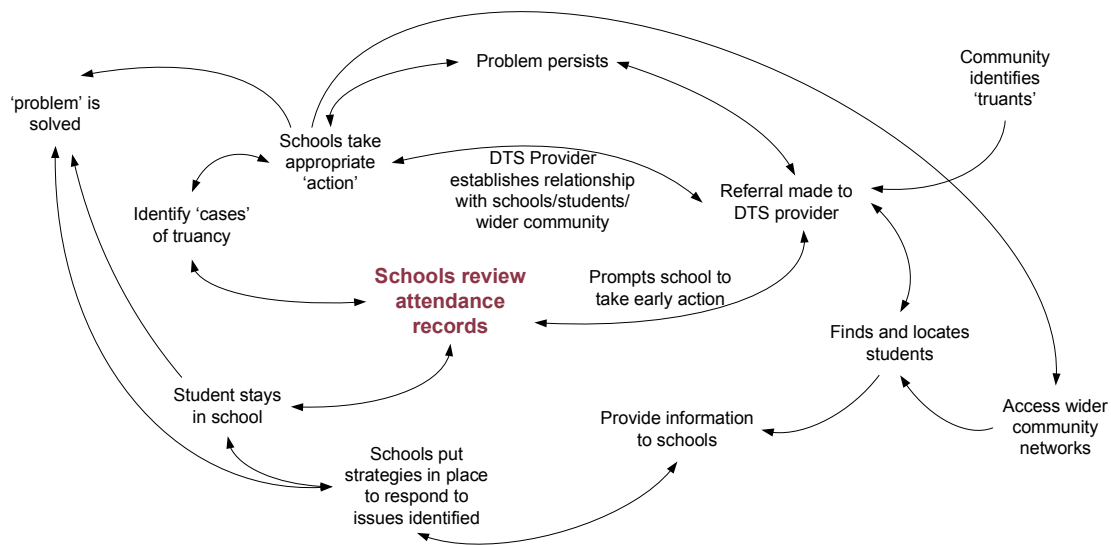 Problem persists
Community
identifies
‘truants’
‘problem’ is
solved
Schools take
appropriate
‘action’
DTS Provider
establishes relationship
with schools/students/
wider community
Referral made to
DTS provider
Identify ‘cases’
of truancy
Schools review
attendance
records
Prompts school to
take early action
Finds and locates
students
Student stays
in school
Provide information
to schools
Access wider
community
networks
Schools put
strategies in place
to respond to
issues identified